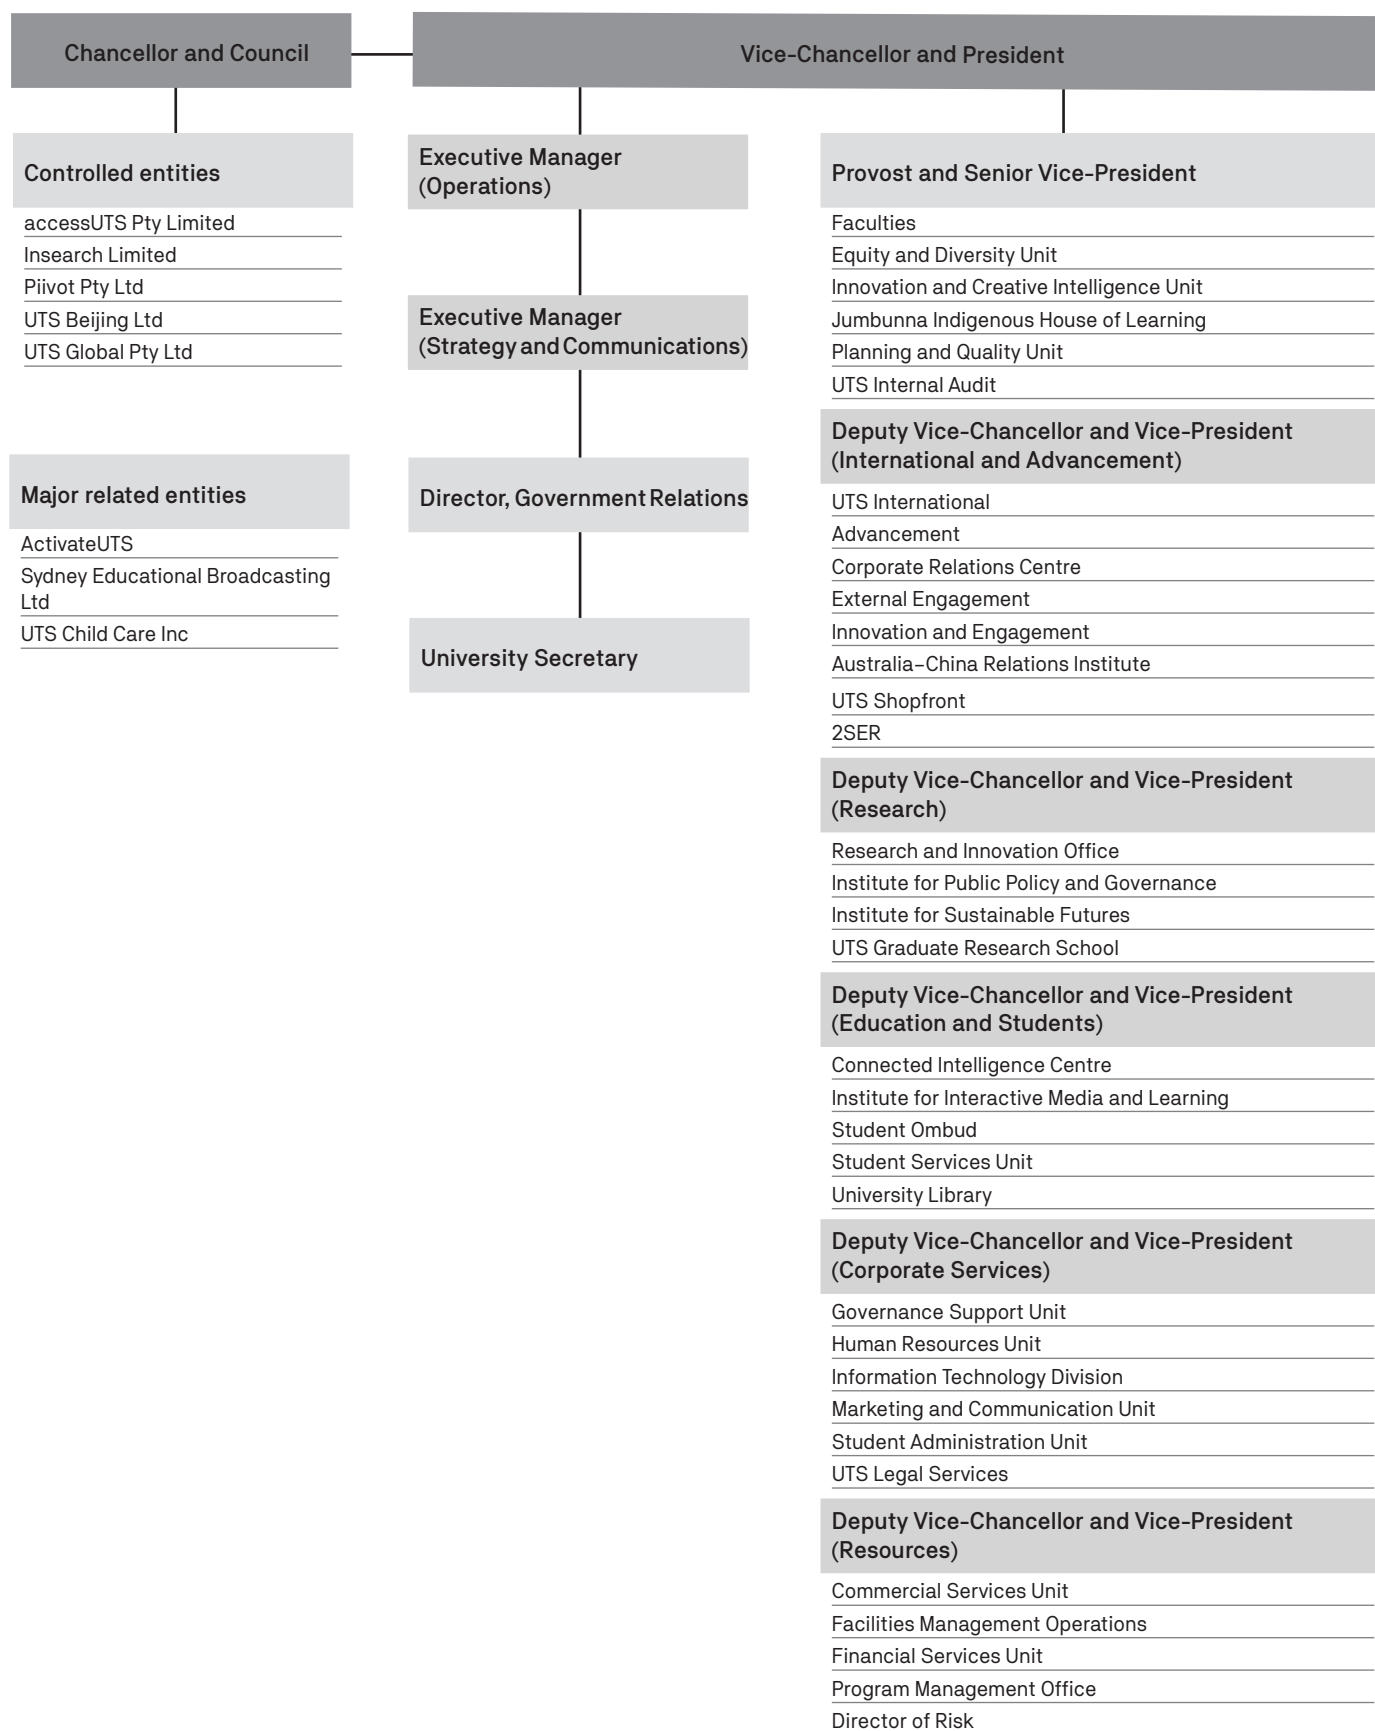 Chancellor and Council
Vice-Chancellor and President
Controlled entities
accessUTS Pty Limited
Insearch Limited
Piivot Pty Ltd
UTS Beijing Ltd
UTS Global Pty Ltd
Major related entities
ActivateUTS
Sydney Educational Broadcasting
Ltd
UTS Child Care Inc
Executive Manager
(Operations)
Executive Manager
(Strategy and Communications)
Director, Government Relations
University Secretary
Provost and Senior Vice-President
Faculties
Equity and Diversity Unit
Innovation and Creative Intelligence Unit
Jumbunna Indigenous House of Learning
Planning and Quality Unit
UTS Internal Audit
Deputy Vice-Chancellor and Vice-President
(International and Advancement)
UTS International
Advancement
Corporate Relations Centre
External Engagement
Innovation and Engagement
Australia–China Relations Institute
UTS Shopfront
2SER
Deputy Vice-Chancellor and Vice-President
(Research)
Research and Innovation Office
Institute for Public Policy and Governance
Institute for Sustainable Futures
UTS Graduate Research School
Deputy Vice-Chancellor and Vice-President
(Education and Students)
Connected Intelligence Centre
Institute for Interactive Media and Learning
Student Ombud
Student Services Unit
University Library
Deputy Vice-Chancellor and Vice-President
(Corporate Services)
Governance Support Unit
Human Resources Unit
Information Technology Division
Marketing and Communication Unit
Student Administration Unit
UTS Legal Services
Deputy Vice-Chancellor and Vice-President
(Resources)
Commercial Services Unit
Facilities Management Operations
Financial Services Unit
Program Management Office
Director of Risk